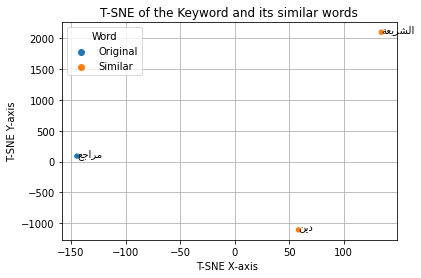 T-SNE of the Keyword and its similar words
Word
Original
Similar
الشريعة
مراجع
دين
T-SNE Y-axis
2000
1500
1000
500
0
−500
−1000
−150
−100
−50
0
50
100
T-SNE X-axis